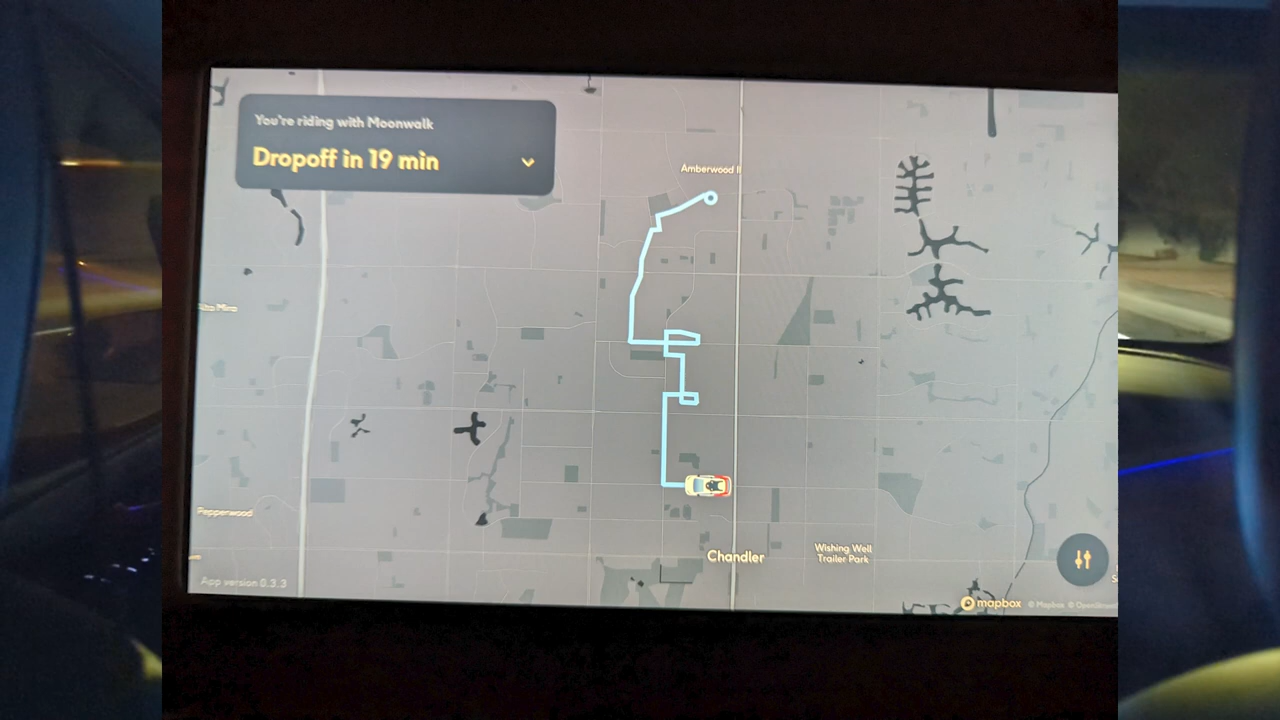 You're riding with Moonwalk
Dropoff in 19 min
Amberwood II
Alta Mira
Pepperwood
Chandler
Wishing Well
Trailer Park
App version 0.3.3
mapbox © Mapbox © OpenStreet